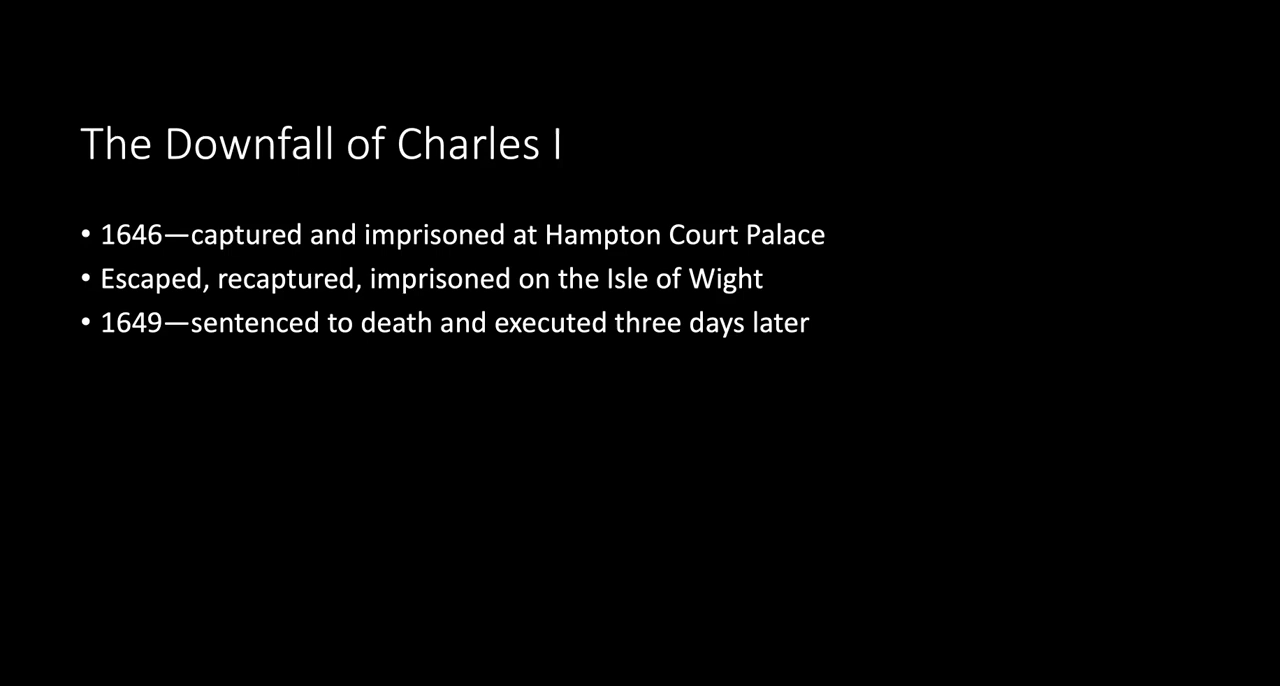 The Downfall of Charles I
• 1646—captured and imprisoned at Hampton Court Palace
• Escaped, recaptured, imprisoned on the Isle of Wight
• 1649—sentenced to death and executed three days later